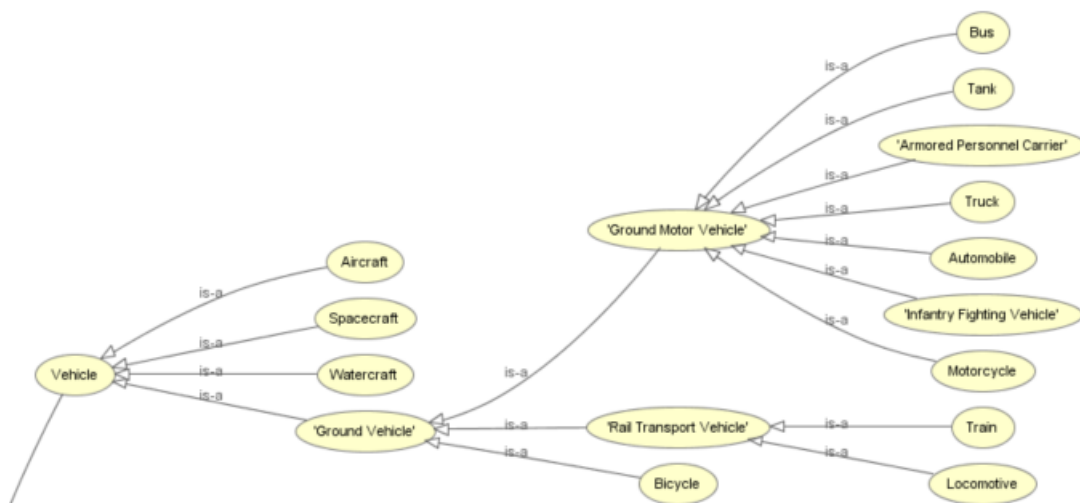 Bus
is-a
Tank
is-a
'Armored Personnel Carrier'
is-a
Truck
is-a
'Ground Motor Vehicle'
is-a
Automobile
Aircraft
is-a
is-a
'Infantry Fighting Vehicle'
Spacecraft
is-a
is-a
Vehicle
is-a
Watercraft
is-a
Motorcycle
is-a
'Ground Vehicle'
is-a
'Rail Transport Vehicle'
is-a
Train
is-a
Bicycle
is-a
Locomotive